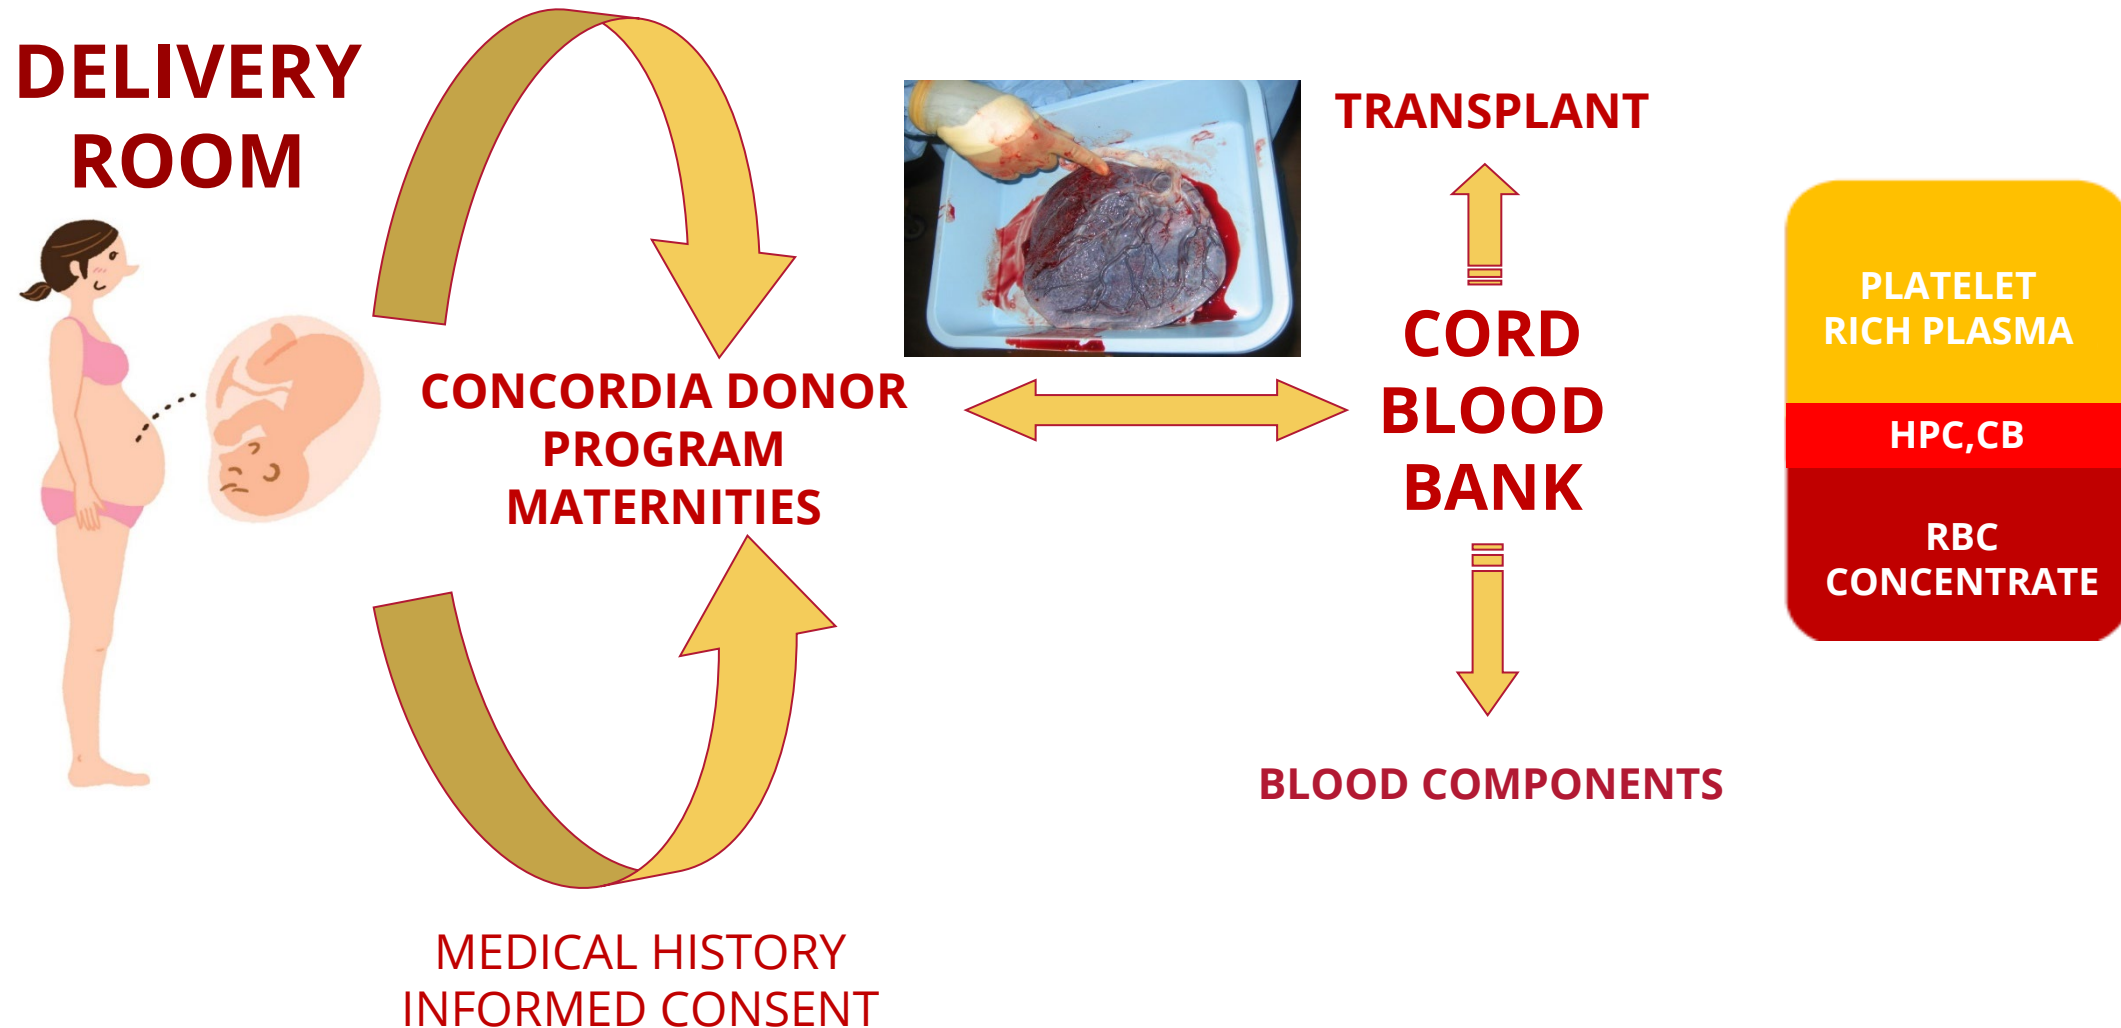 DELIVERY
ROOM
CONCORDIA DONOR
PROGRAM
MATERNITIES
MEDICAL HISTORY
INFORMED CONSENT
TRANSPLANT
CORD
BLOOD
BANK
BLOOD COMPONENTS
PLATELET
RICH PLASMA
HPC,CB
RBC
CONCENTRATE